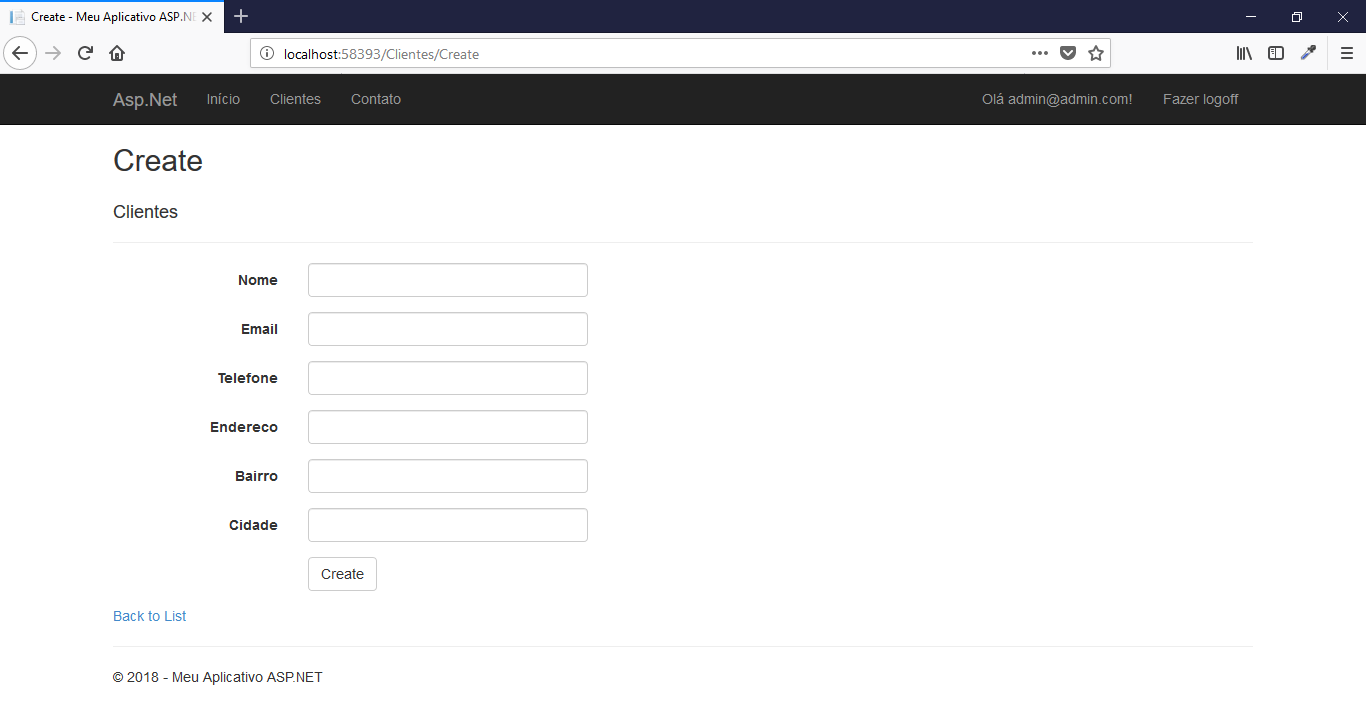 Create - Meu Aplicativo ASP.NE
localhost:58393/Clientes/Create
Asp.Net Início Clientes Contato Olá admin@admin.com! Fazer logoff
Create
Clientes
Nome
Email
Telefone
Endereco
Bairro
Cidade
Create
Back to List
© 2018 - Meu Aplicativo ASP.NET